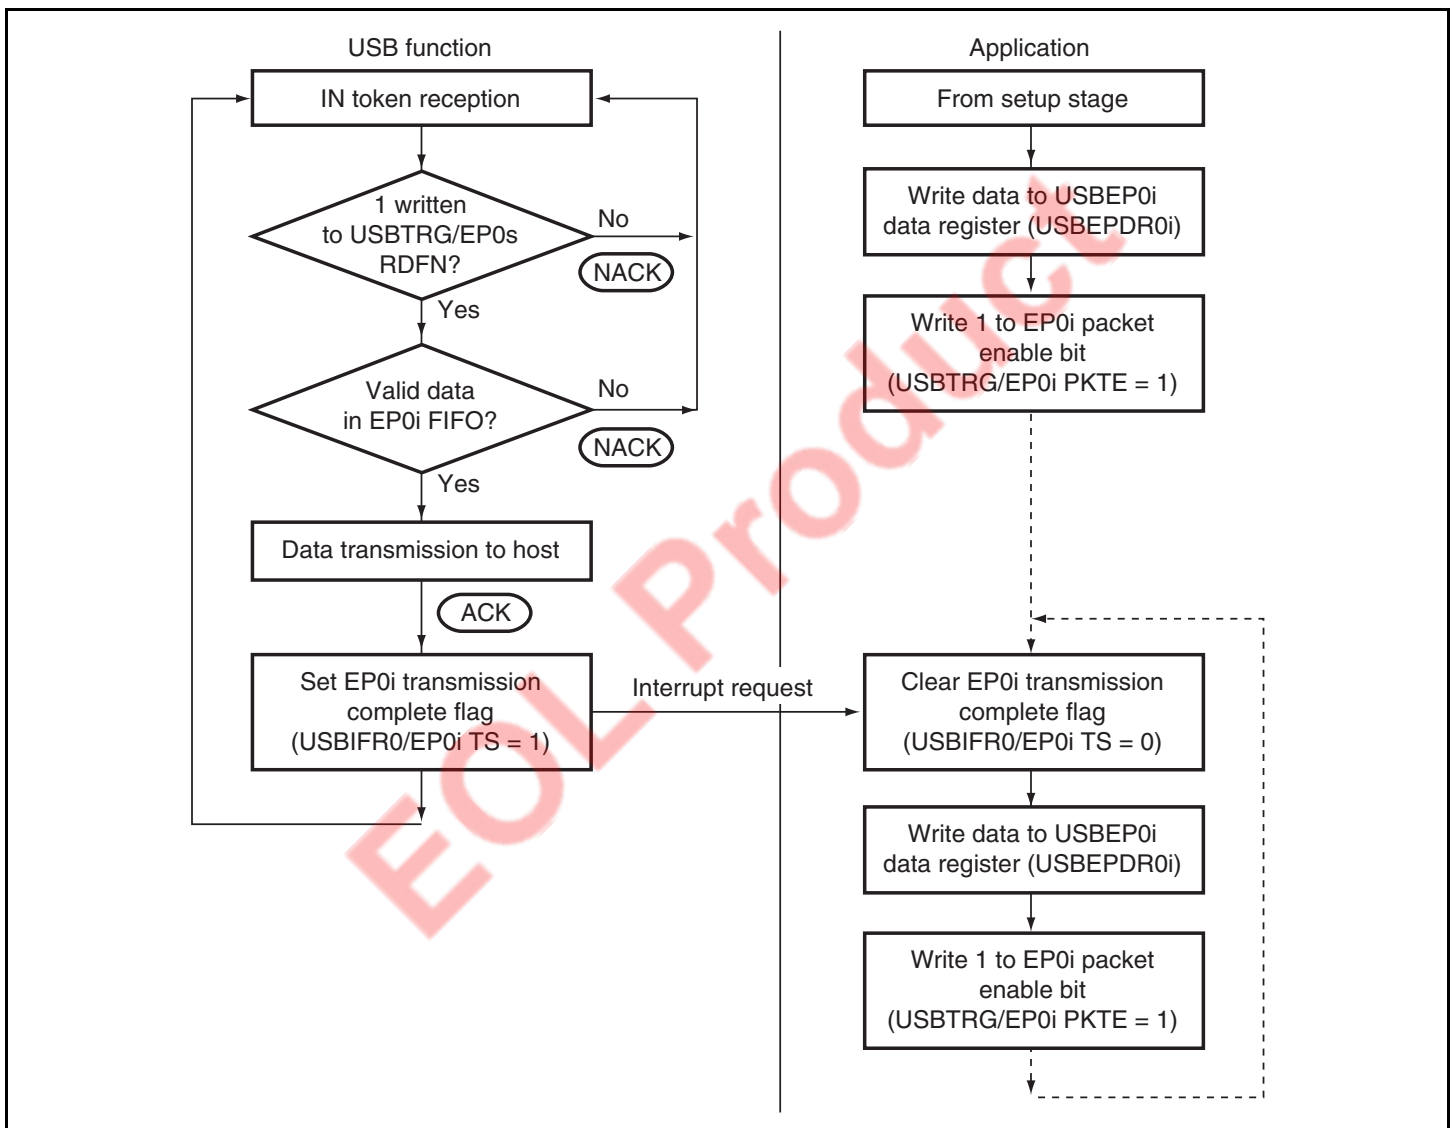 USB function
IN token reception
1 written
to USBTRG/EP0s
RDFN?
No
NACK
Yes
Valid data
in EP0i FIFO?
No
NACK
Yes
Data transmission to host
ACK
Set EP0i transmission
complete flag
(USBIFR0/EP0i TS = 1)
Interrupt request
Application
From setup stage
Write data to USBEP0i
data register (USBEPDR0i)
Write 1 to EP0i packet
enable bit
(USBTRG/EP0i PKTE = 1)
Clear EP0i transmission
complete flag
(USBIFR0/EP0i TS = 0)
Write data to USBEP0i
data register (USBEPDR0i)
Write 1 to EP0i packet
enable bit
(USBTRG/EP0i PKTE = 1)
EOL Product